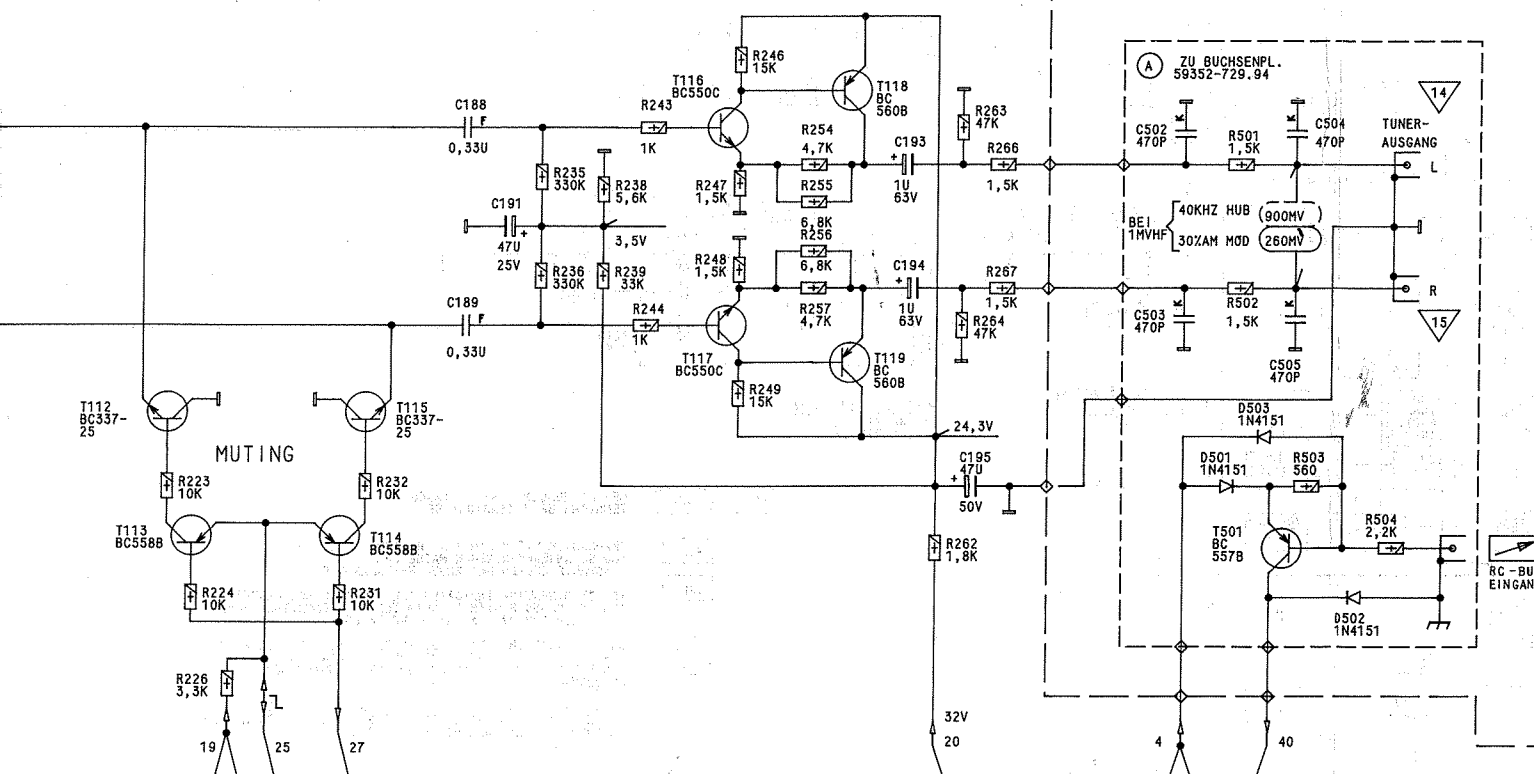 R246
15K
T116
BC550C
T118
BC
560B
C188
F
0,33U
R243
1K
R254
4,7K
C193
+
1U
63V
R263
47K
R266
1,5K
R235
330K
R238
5,6K
R247
1,5K
R255
6,8K
C191
+
47U
25V
3,5V
R256
6,8K
R248
1,5K
C194
+
1U
63V
R267
1,5K
R236
330K
R239
33K
C189
F
0,33U
R244
1K
R257
4,7K
R264
47K
T117
BC550C
T119
BC
560B
R249
15K
24,3V
C195
47U
+
50V
R262
1,8K
32V
20
T112
BC337-
25
T115
BC337-
25
MUTING
R223
10K
R232
10K
T113
BC558B
T114
BC558B
R224
10K
R231
10K
R226
3,3K
19
25
27
A
ZU BUCHSENPL.
59352-729.94
14
C502
470P
K
R501
1,5K
K
C504
470P
TUNER-
AUSGANG
L
BEI
1MVHF
40KHZ HUB
900MV
30%AM MOD
260MV
R
C503
470P
K
R502
1,5K
K
C505
470P
15
D503
1N4151
D501
1N4151
R503
560
T501
BC
557B
R504
2,2K
D502
1N4151
RC-BU
EINGAN
4
40